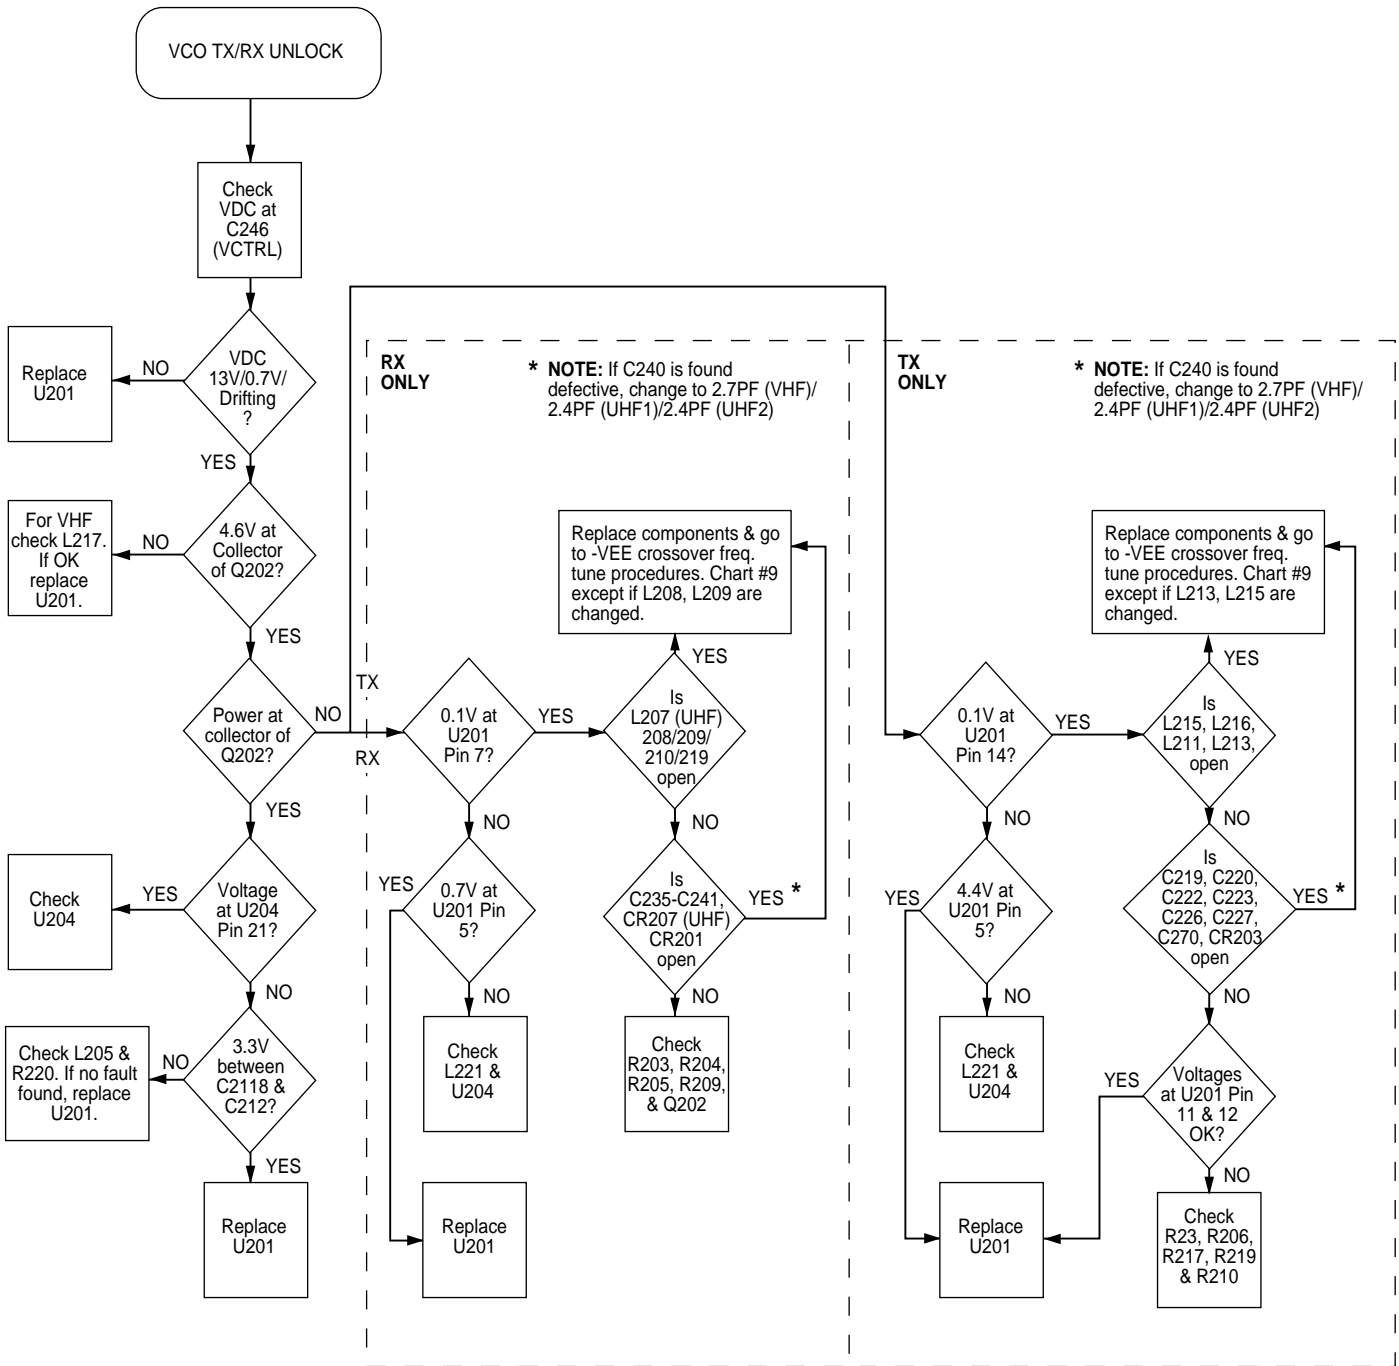 VCO TX/RX UNLOCK
Check
VDC at
C246
(VCTRL)
VDC
13V/0.7V/
Drifting
?
NO
Replace
U201
YES
4.6V at
Collector
of Q202?
NO
For VHF
check L217.
If OK
replace
U201.
YES
Power at
collector of
Q202?
NO
TX
RX
YES
Voltage
at U204
Pin 21?
YES
Check
U204
NO
3.3V
between
C2118 &
C212?
NO
Check L205 &
R220. If no fault
found, replace
U201.
YES
Replace
U201
RX
ONLY
* NOTE: If C240 is found
defective, change to 2.7PF (VHF)/
2.4PF (UHF1)/2.4PF (UHF2)
Replace components & go
to -VEE crossover freq.
tune procedures. Chart #9
except if L208, L209 are
changed.
YES
0.1V at
U201
Pin 7?
YES
Is
L207 (UHF)
208/209/
210/219
open
NO
NO
YES
0.7V at
U201 Pin
5?
Is
C235-C241,
CR207 (UHF)
CR201
open
YES *
NO
NO
Check
L221 &
U204
Check
R203, R204,
R205, R209,
& Q202
Replace
U201
TX
ONLY
* NOTE: If C240 is found
defective, change to 2.7PF (VHF)/
2.4PF (UHF1)/2.4PF (UHF2)
Replace components & go
to -VEE crossover freq.
tune procedures. Chart #9
except if L213, L215 are
changed.
YES
0.1V at
U201
Pin 14?
YES
Is
L215, L216,
L211, L213,
open
NO
NO
YES
4.4V at
U201 Pin
5?
Is
C219, C220,
C222, C223,
C226, C227,
C270, CR203
open
YES *
NO
NO
Check
L221 &
U204
YES
Voltages
at U201 Pin
11 & 12
OK?
NO
Replace
U201
Check
R23, R206,
R217, R219
& R210